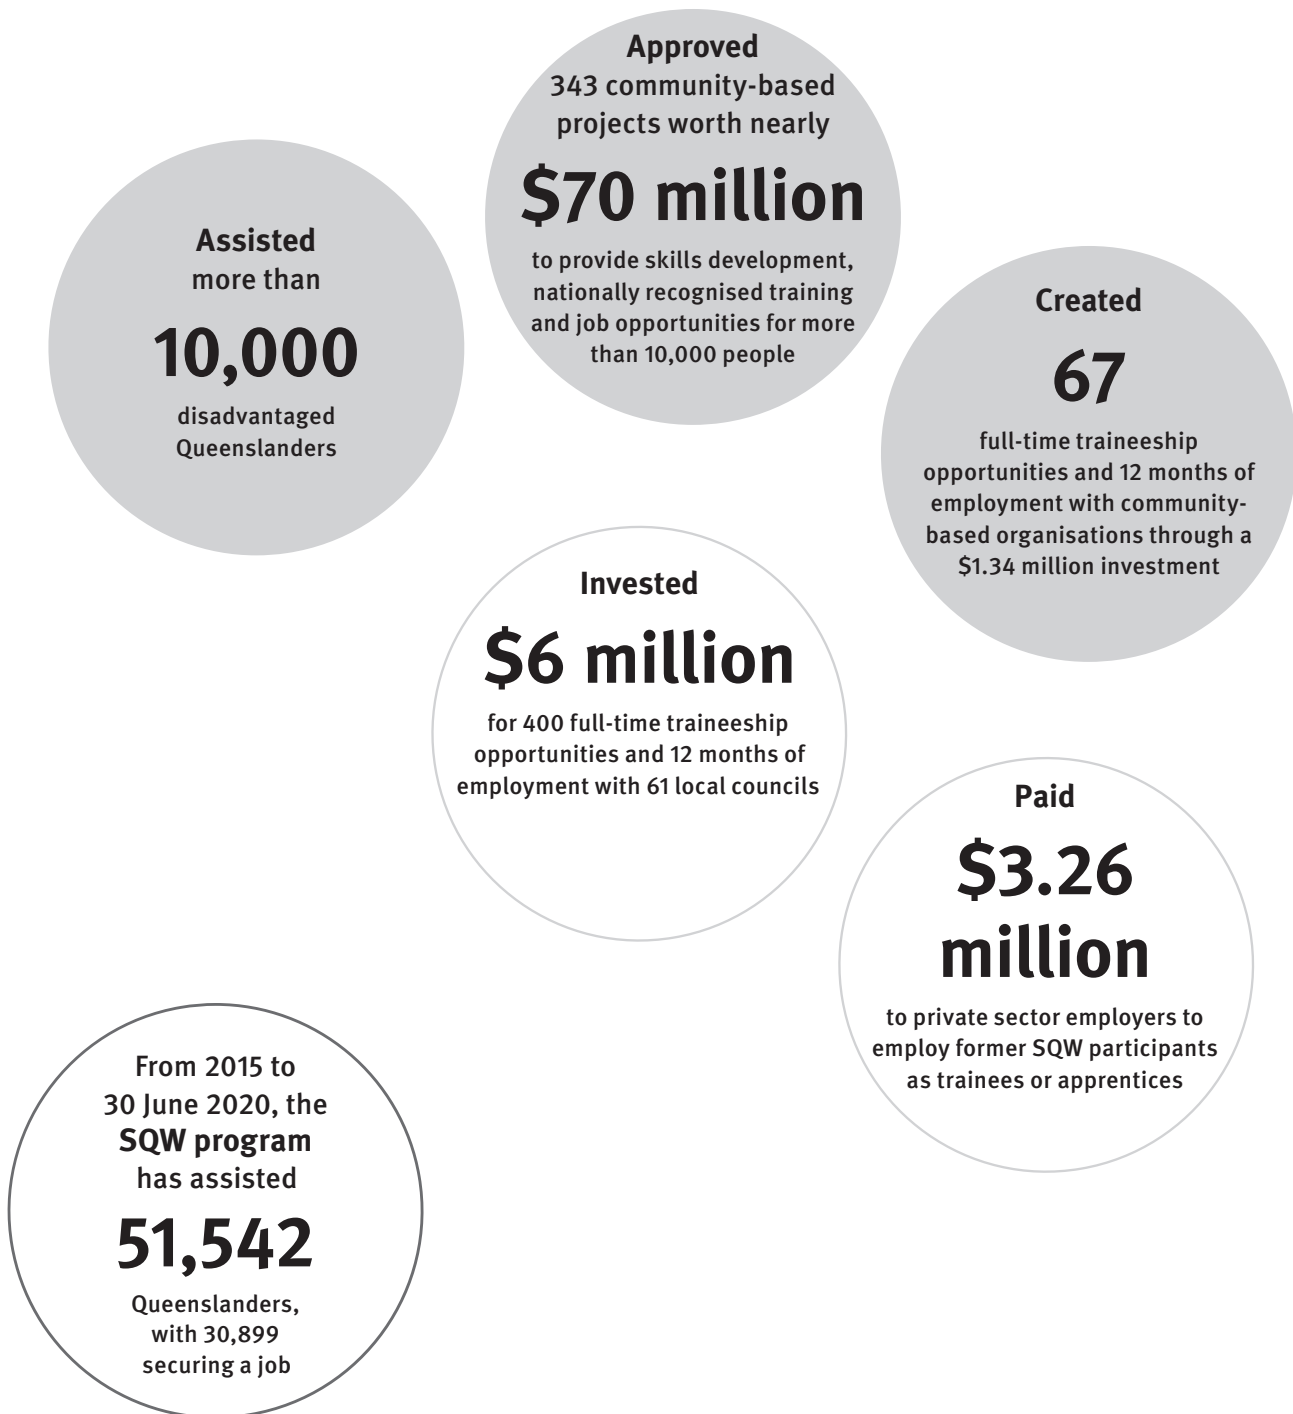 Approved
343 community-based
projects worth nearly
$70 million
to provide skills development,
nationally recognised training
and job opportunities for more
than 10,000 people
Assisted
more than
10,000
disadvantaged
Queenslanders
Created
67
full-time traineeship
opportunities and 12 months of
employment with community-
based organisations through a
$1.34 million investment
Invested
$6 million
for 400 full-time traineeship
opportunities and 12 months of
employment with 61 local councils
Paid
$3.26
million
to private sector employers to
employ former SQW participants
as trainees or apprentices
From 2015 to
30 June 2020, the
SQW program
has assisted
51,542
Queenslanders,
with 30,899
securing a job